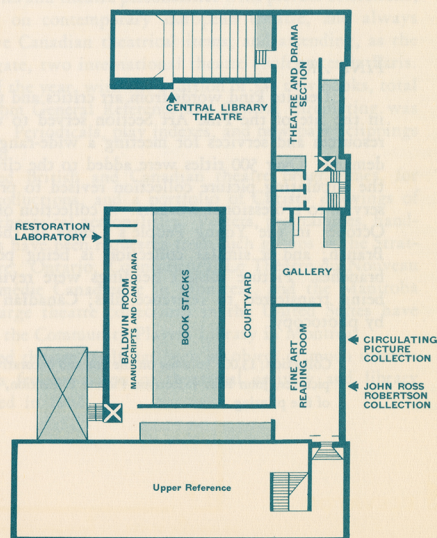 CENTRAL LIBRARY
THEATRE
THEATRE AND DRAMA
SECTION
RESTORATION
LABORATORY
BALDWIN ROOM
MANUSCRIPTS AND CANADIANA
BOOK STACKS
COURTYARD
GALLERY
FINE ART
READING ROOM
CIRCULATING
PICTURE
COLLECTION
JOHN ROSS
ROBERTSON
COLLECTION
Upper Reference